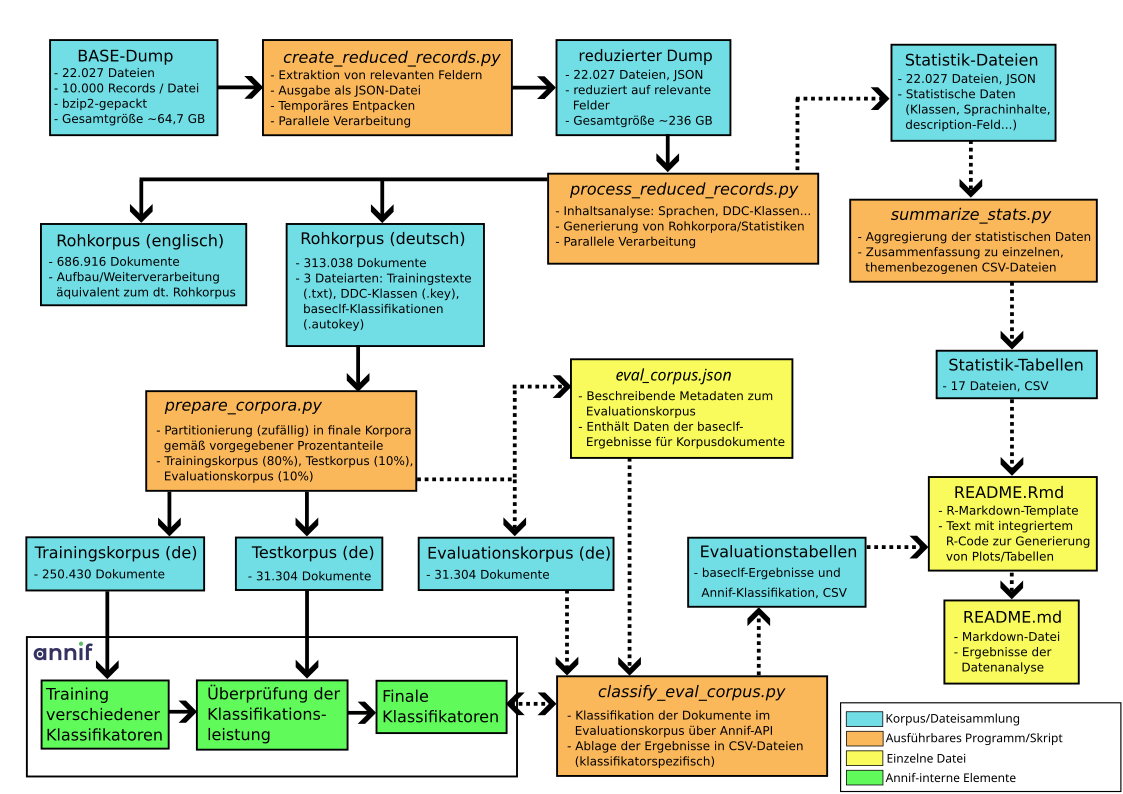 BASE-Dump
- 22.027 Dateien
- 10.000 Records / Datei
- bzip2-gepackt
- Gesamtgröße ~64,7 GB
create_reduced_records.py
- Extraktion von relevanten Feldern
- Ausgabe als JSON-Datei
- Temporäres Entpacken
- Parallele Verarbeitung
reduzierter Dump
- 22.027 Dateien, JSON
- reduziert auf relevante
Felder
- Gesamtgröße ~236 GB
Statistik-Dateien
- 22.027 Dateien, JSON
- Statistische Daten
(Klassen, Sprachinhalte,
description-Feld...)
process_reduced_records.py
- Inhaltsanalyse: Sprachen, DDC-Klassen...
- Generierung von Rohkorpora/Statistiken
- Parallele Verarbeitung
summarize_stats.py
- Aggregierung der statistischen Daten
- Zusammenfassung zu einzelnen,
themenbezogenen CSV-Dateien
Rohkorpus (englisch)
- 686.916 Dokumente
- Aufbau/Weiterverarbeitung
äquivalent zum dt. Rohkorpus
Rohkorpus (deutsch)
- 313.038 Dokumente
- 3 Dateiarten: Trainingstexte
(.txt), DDC-Klassen (.key),
baseclf-Klassifikationen
(.autokey)
Statistik-Tabellen
- 17 Dateien, CSV
eval_corpus.json
- Beschreibende Metadaten zum
Evaluationskorpus
- Enthält Daten der baseclf-
Ergebnisse für Korpusdokumente
prepare_corpora.py
- Partitionierung (zufällig) in finale Korpora
gemäß vorgegebener Prozentanteile
- Trainingskorpus (80%), Testkorpus (10%),
Evaluationskorpus (10%)
README.Rmd
- R-Markdown-Template
- Text mit integriertem
R-Code zur Generierung
von Plots/Tabellen
Trainingskorpus (de)
- 250.430 Dokumente
Testkorpus (de)
- 31.304 Dokumente
Evaluationskorpus (de)
- 31.304 Dokumente
Evaluationstabellen
- baseclf-Ergebnisse und
Annif-Klassifikation, CSV
README.md
- Markdown-Datei
- Ergebnisse der
Datenanalyse
annif
Training
verschiedener
Klassifikatoren
Überprüfung der
Klassifikations-
leistung
Finale
Klassifikatoren
classify_eval_corpus.py
- Klassifikation der Dokumente im
Evaluationskorpus über Annif-API
- Ablage der Ergebnisse in CSV-Dateien
(klassifikatorspezifisch)
Korpus/Dateisammlung
Ausführbares Programm/Skript
Einzelne Datei
Annif-interne Elemente